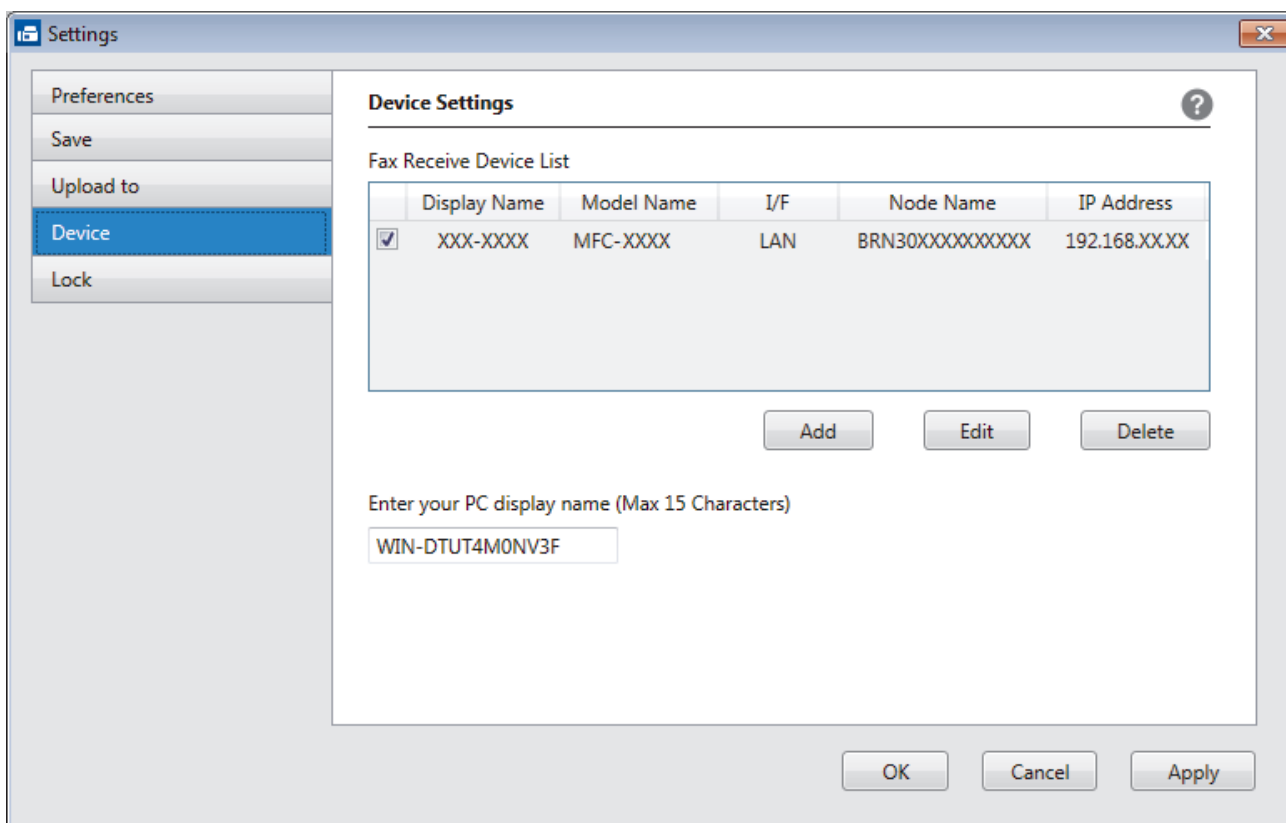 Settings
Preferences
Save
Upload to
Device
Lock
Device Settings
?
Fax Receive Device List
Display Name Model Name I/F Node Name IP Address
XXX-XXXX MFC-XXXX LAN BRN30XXXXXXXXXX 192.168.XX.XX
Add Edit Delete
Enter your PC display name (Max 15 Characters)
WIN-DTUT4M0NV3F
OK Cancel Apply